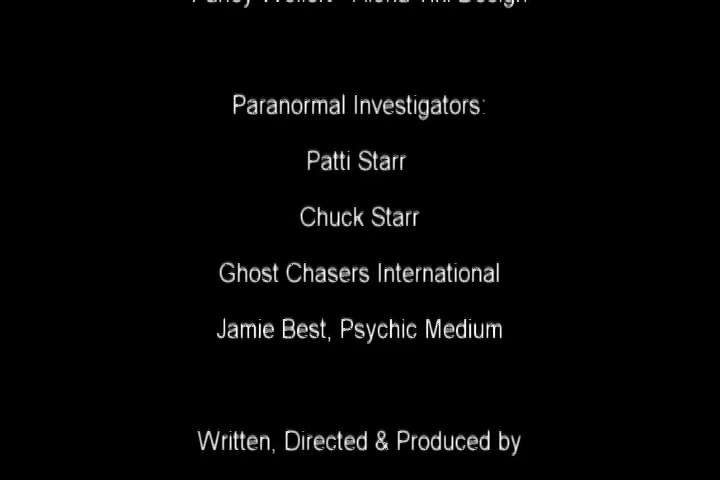 Paranormal Investigators:
Patti Starr
Chuck Starr
Ghost Chasers International
Jamie Best, Psychic Medium
Written, Directed & Produced by